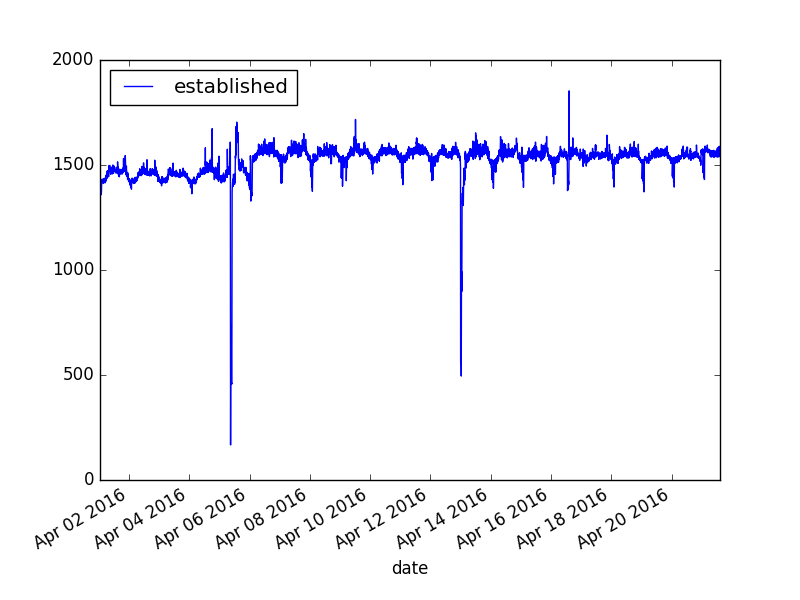 2000
established
1500
1000
500
0
Apr 02 2016
Apr 04 2016
Apr 06 2016
Apr 08 2016
Apr 10 2016
Apr 12 2016
Apr 14 2016
Apr 16 2016
Apr 18 2016
Apr 20 2016
date